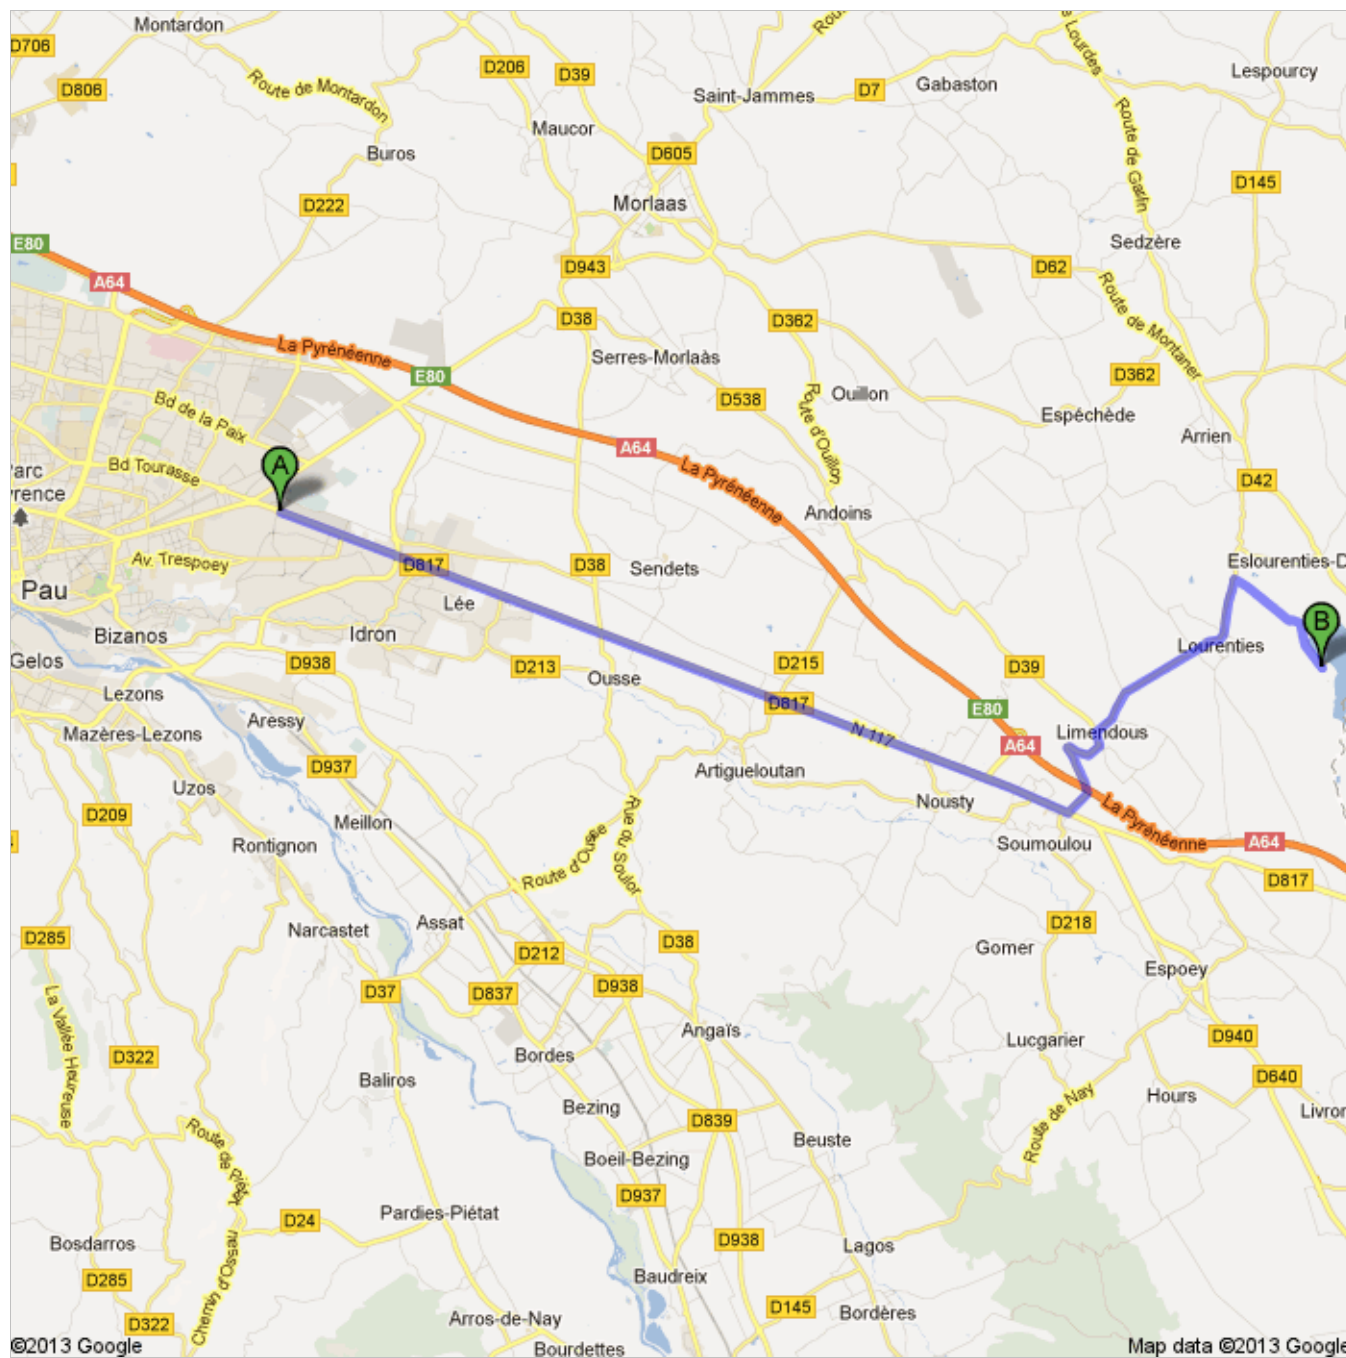 Montardon
D706
Route de Montardon
D806
D206
D39
Maucor
Saint-Jammes
D7
Gabaston
Lespourcy
Buros
D605
Route de Garlin
D145
D222
Morlaas
Sedzère
E80
A64
D943
D62
Route de Montaner
D38
D362
La Pyrénéenne
Serres-Morlaàs
E80
D362
Ouillon
D538
Espéchède
Bd de la Paix
Route d'Ouillon
Arrien
A64
A
Bd Tourasse
La Pyrénéenne
D42
Andoins
Av. Trespoey
D817
D38
Sendets
Eslourenties-D
Pau
Lée
Bizanos
Idron
B
Lourenties
Gelos
D938
D213
Ousse
D215
D39
Lezons
D817
E80
Aressy
N 117
A64
Limendous
Mazères-Lezons
D937
Artigueloutan
Uzos
Nousty
La Pyrénéenne
D209
Meillon
Rue du Soulor
Soumoulou
A64
Rontignon
Route d'Ousse
D817
Assat
D218
Narcastet
D285
D38
Gomer
D212
Espoey
D37
D837
D938
La Vallée Heureuse
Angaïs
Lucgarier
D940
D322
Bordes
Baliros
D640
Bezing
Hours
Route de Nay
D839
Livron
Beuste
Boeil-Bezing
D937
Pardies-Piétat
D24
Bosdarros
D938
Lagos
Chemin d'Ossau
D285
Baudreix
D145
Bordères
D322
Arros-de-Nay
Bourdettes
©2013 Google
Map data ©2013 Google